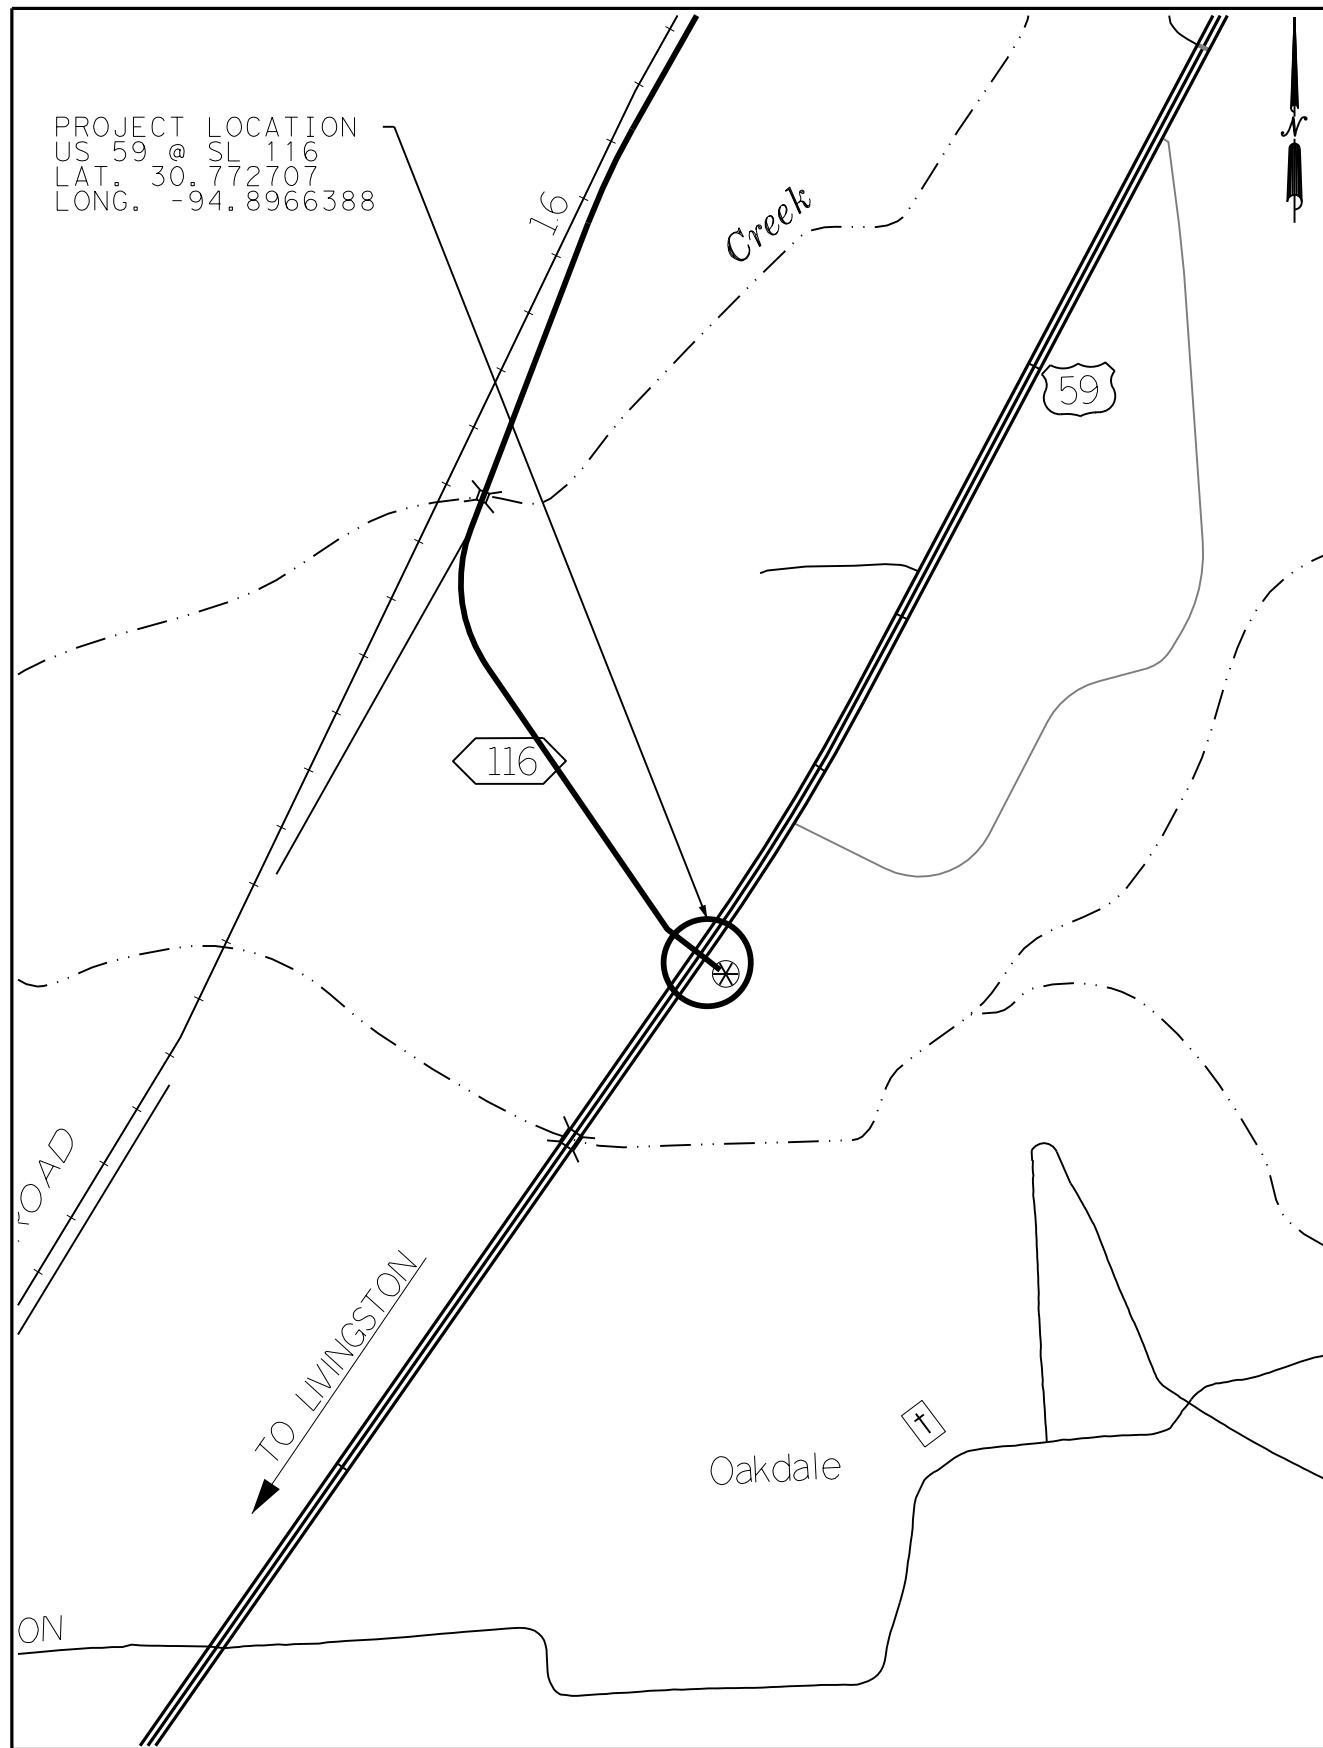 PROJECT LOCATION
US 59 @ SL 116
LAT. 30.772707
LONG. -94.8966388
N
16
Creek
59
116
ROAD
TO LIVINGSTON
Oakdale
ON